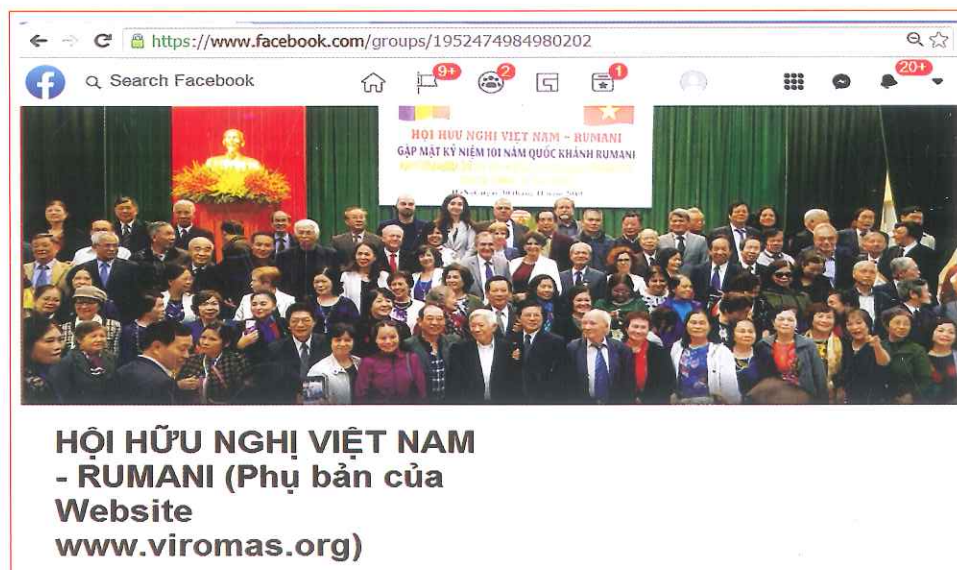 https://www.facebook.com/groups/1952474984980202
Search Facebook
9+
2
1
20+
HỘI HỮU NGHỊ VIỆT NAM - RUMANI
GẶP MẶT KỶ NIỆM 101 NĂM QUỐC KHÁNH RUMANI
HỘI HỮU NGHỊ VIỆT NAM
- RUMANI (Phụ bản của
Website
www.viromas.org)